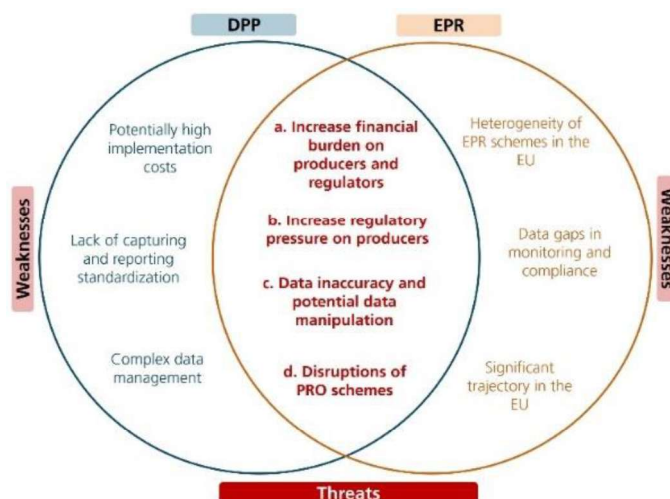 DPP
EPR
Potentially high
implementation
costs
Lack of capturing
and reporting
standardization
Complex data
management
a. Increase financial
burden on
producers and
regulators
b. Increase regulatory
pressure on producers
c. Data inaccuracy and
potential data
manipulation
d. Disruptions of
PRO schemes
Heterogeneity of
EPR schemes in the
EU
Data gaps in
monitoring and
compliance
Significant
trajectory in the
EU
Weaknesses
Weaknesses
Threats